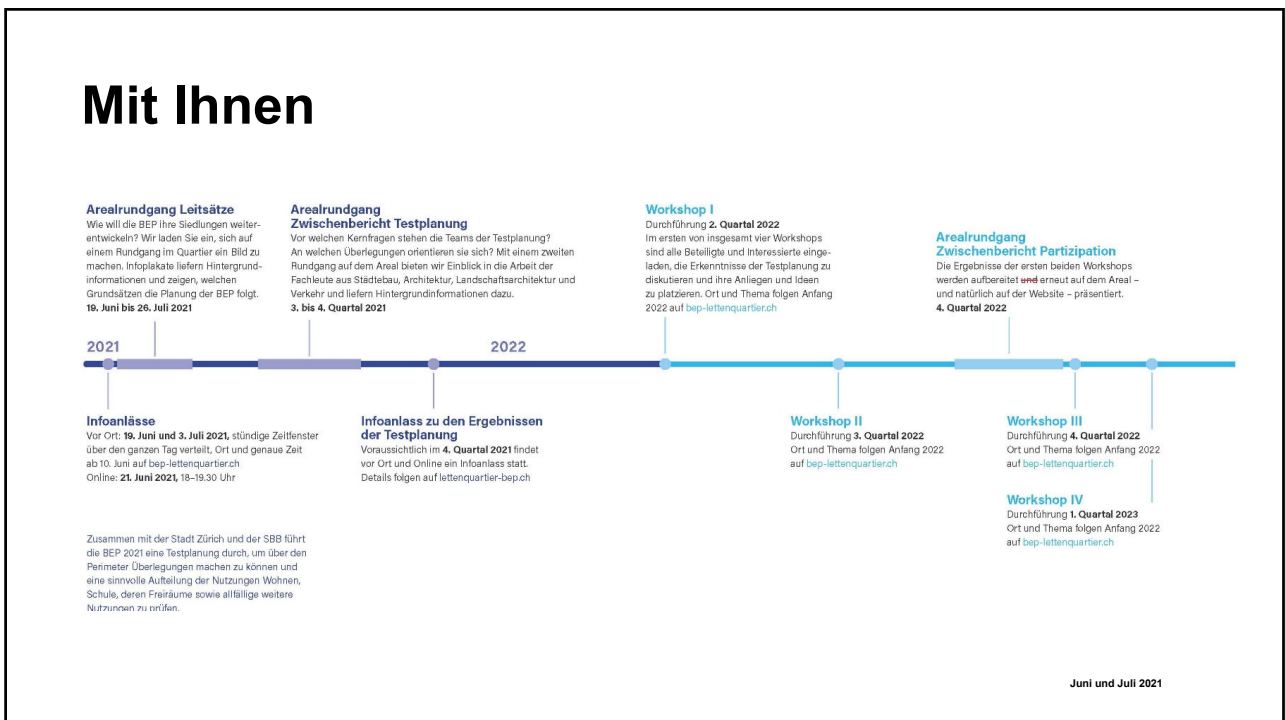 Mit Ihnen
Arealrundgang Leitsätze
Wie will die BEP ihre Siedlungen weiter-
entwickeln? Wir laden Sie ein, sich auf
einem Rundgang im Quartier ein Bild zu
machen. Infoplakate liefern Hintergrund-
informationen und zeigen, welchen
Grundsätzen die Planung der BEP folgt.
19. Juni bis 26. Juli 2021
Arealrundgang
Zwischenbericht Testplanung
Vor welchen Kernfragen stehen die Teams der Testplanung?
An welchen Überlegungen orientieren sie sich? Mit einem zweiten
Rundgang auf dem Areal bieten wir Einblick in die Arbeit der
Fachleute aus Städtebau, Architektur, Landschaftsarchitektur und
Verkehr und liefern Hintergrundinformationen dazu.
3. bis 4. Quartal 2021
Workshop I
Durchführung 2. Quartal 2022
Im ersten von insgesamt vier Workshops
sind alle Beteiligte und Interessierte einge-
laden, die Erkenntnisse der Testplanung zu
diskutieren und ihre Anliegen und Ideen
zu platzieren. Ort und Thema folgen Anfang
2022 auf bep-lettenquartier.ch
Arealrundgang
Zwischenbericht Partizipation
Die Ergebnisse der ersten beiden Workshops
werden aufbereitet und erneut auf dem Areal –
und natürlich auf der Website – präsentiert.
4. Quartal 2022
2021
2022
Infoanlässe
Vor Ort: 19. Juni und 3. Juli 2021, stündige Zeitfenster
über den ganzen Tag verteilt, Ort und genaue Zeit
ab 10. Juni auf bep-lettenquartier.ch
Online: 21. Juni 2021, 18–19.30 Uhr
Infoanlass zu den Ergebnissen
der Testplanung
Voraussichtlich im 4. Quartal 2021 findet
vor Ort und Online ein Infoanlass statt.
Details folgen auf lettenquartier-bep.ch
Workshop II
Durchführung 3. Quartal 2022
Ort und Thema folgen Anfang 2022
auf bep-lettenquartier.ch
Workshop III
Durchführung 4. Quartal 2022
Ort und Thema folgen Anfang 2022
auf bep-lettenquartier.ch
Workshop IV
Durchführung 1. Quartal 2023
Ort und Thema folgen Anfang 2022
auf bep-lettenquartier.ch
Zusammen mit der Stadt Zürich und der SBB führt
die BEP 2021 eine Testplanung durch, um über den
Perimeter Überlegungen machen zu können und
eine sinnvolle Aufteilung der Nutzungen Wohnen,
Schule, deren Freiräume sowie allfällige weitere
Nutzungen zu prüfen.
Juni und Juli 2021